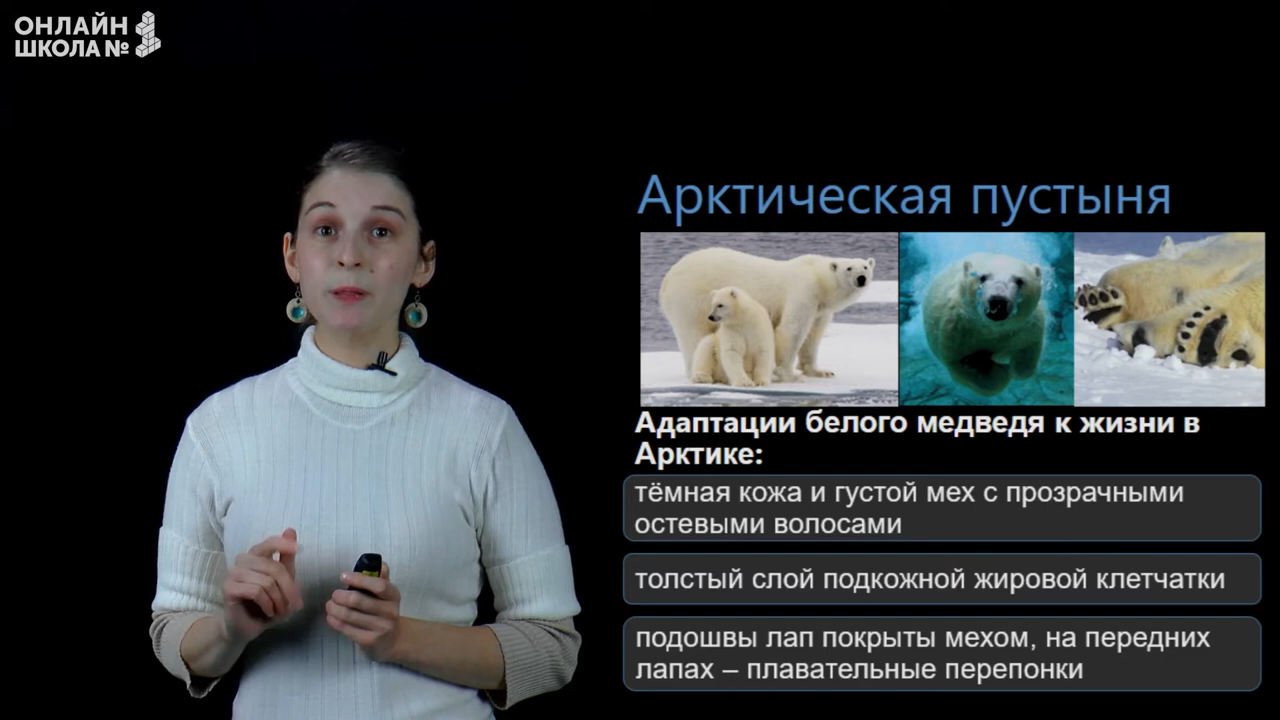 ОНЛАЙН
ШКОЛА №
Арктическая пустыня
Адаптации белого медведя к жизни в
Арктике:
тёмная кожа и густой мех с прозрачными
остевыми волосами
толстый слой подкожной жировой клетчатки
подошвы лап покрыты мехом, на передних
лапах – плавательные перепонки